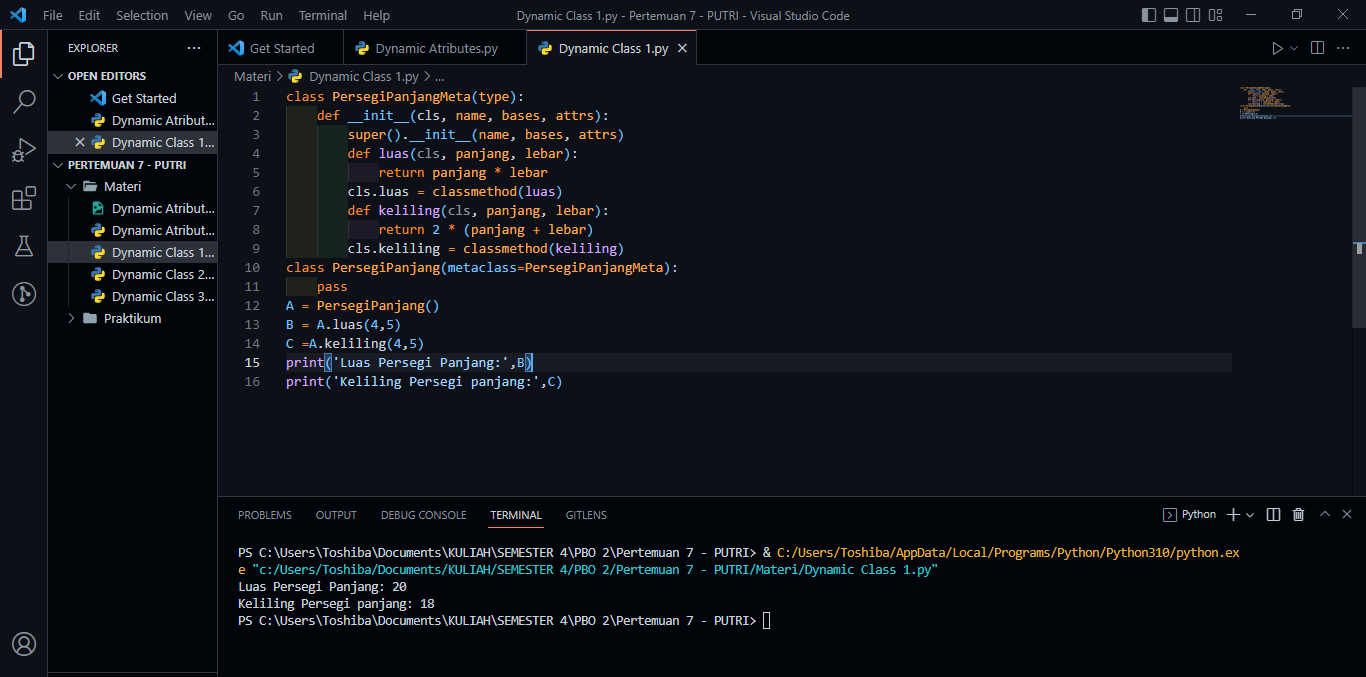 File Edit Selection View Go Run Terminal Help Dynamic Class 1.py - Pertemuan 7 - PUTRI - Visual Studio Code
EXPLORER
OPEN EDITORS
Get Started
Dynamic Atribut...
Dynamic Class 1...
PERTEMUAN 7 - PUTRI
Materi
Dynamic Atribut...
Dynamic Atribut...
Dynamic Class 1...
Dynamic Class 2...
Dynamic Class 3...
Praktikum
Get Started Dynamic Atributes.py Dynamic Class 1.py
Materi > Dynamic Class 1.py > ...
1 class PersegiPanjangMeta(type):
2     def __init__(cls, name, bases, attrs):
3         super().__init__(name, bases, attrs)
4         def luas(cls, panjang, lebar):
5             return panjang * lebar
6         cls.luas = classmethod(luas)
7         def keliling(cls, panjang, lebar):
8             return 2 * (panjang + lebar)
9         cls.keliling = classmethod(keliling)
10 class PersegiPanjang(metaclass=PersegiPanjangMeta):
11     pass
12 A = PersegiPanjang()
13 B = A.luas(4,5)
14 C =A.keliling(4,5)
15 print('Luas Persegi Panjang:',B)
16 print('Keliling Persegi panjang:',C)
PROBLEMS OUTPUT DEBUG CONSOLE TERMINAL GITLENS Python
PS C:\Users\Toshiba\Documents\KULIAH\SEMESTER 4\PBO 2\Pertemuan 7 - PUTRI> & C:/Users/Toshiba/AppData/Local/Programs/Python/Python310/python.ex
e "c:/Users/Toshiba/Documents/KULIAH/SEMESTER 4/PBO 2/Pertemuan 7 - PUTRI/Materi/Dynamic Class 1.py"
Luas Persegi Panjang: 20
Keliling Persegi panjang: 18
PS C:\Users\Toshiba\Documents\KULIAH\SEMESTER 4\PBO 2\Pertemuan 7 - PUTRI>